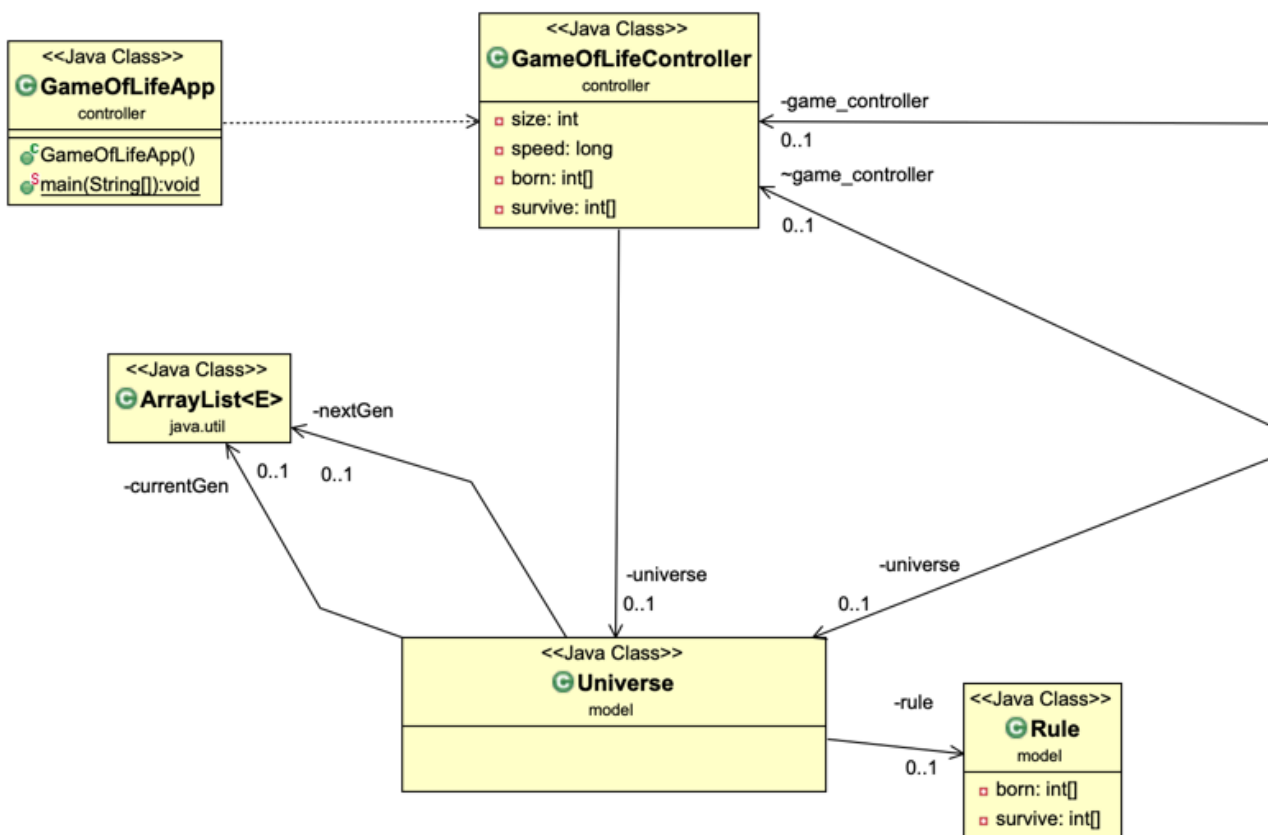 <<Java Class>>
GameOfLifeApp
controller
GameOfLifeApp()
main(String[]):void
<<Java Class>>
GameOfLifeController
controller
size: int
speed: long
born: int[]
survive: int[]
-game_controller
0..1
~game_controller
0..1
<<Java Class>>
ArrayList<E>
java.util
-nextGen
0..1
0..1
-currentGen
-universe
0..1
-universe
0..1
<<Java Class>>
Universe
model
-rule
0..1
<<Java Class>>
Rule
model
born: int[]
survive: int[]